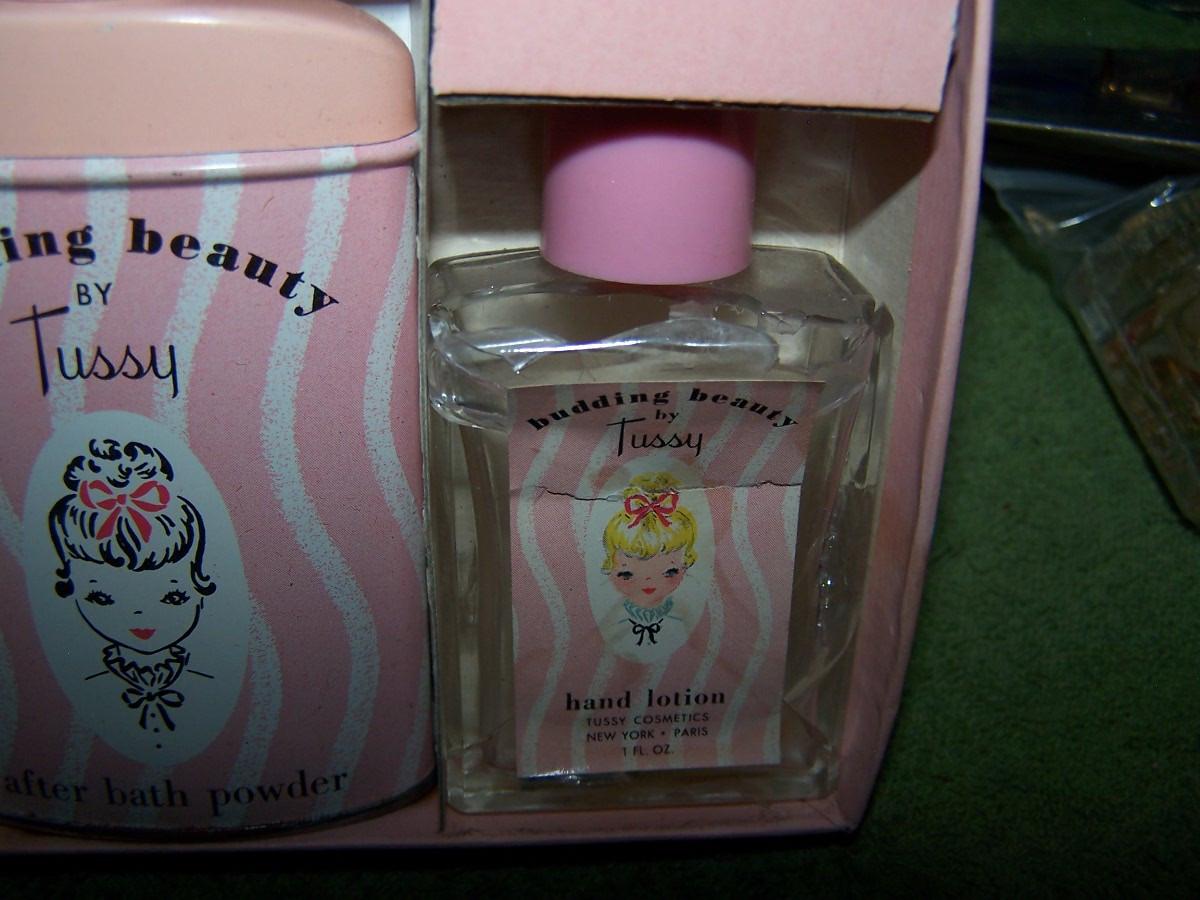 ing beauty
BY
Tussy
after bath powder
budding beauty
by
Tussy
hand lotion
TUSSY COSMETICS
NEW YORK • PARIS
1 FL. OZ.